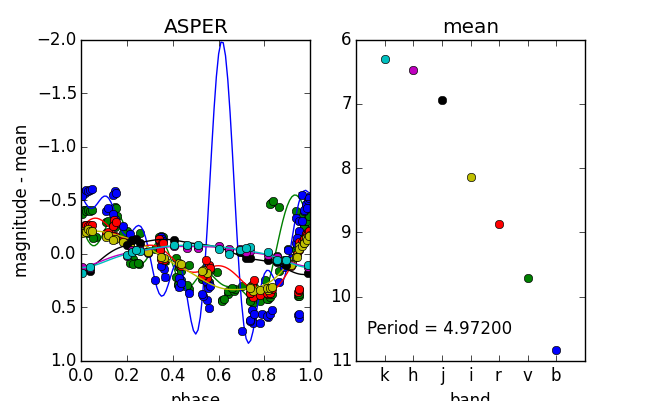 ASPER
mean
−2.0
−1.5
−1.0
−0.5
0.0
0.5
1.0
magnitude - mean
0.0 0.2 0.4 0.6 0.8 1.0
phase
6
7
8
9
10
11
Period = 4.97200
k h j i r v b
band